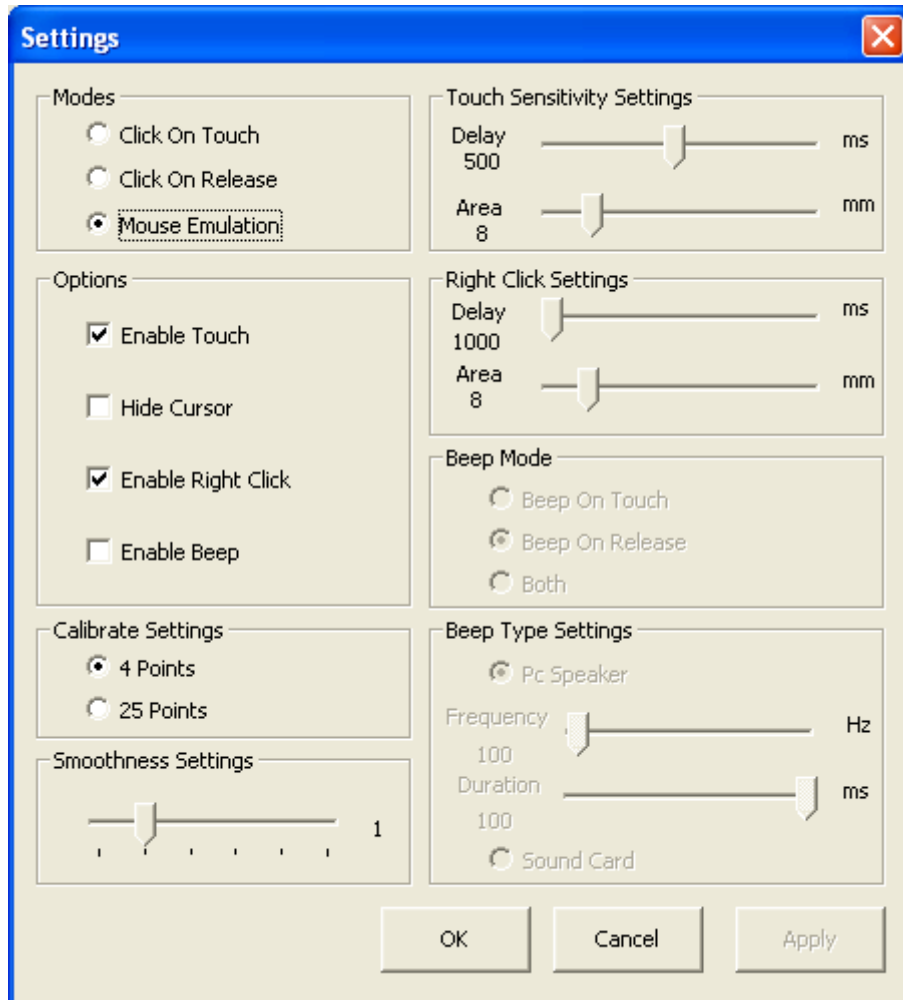 Settings
Modes
Click On Touch
Click On Release
Mouse Emulation
Options
Enable Touch
Hide Cursor
Enable Right Click
Enable Beep
Calibrate Settings
4 Points
25 Points
Smoothness Settings
1
Touch Sensitivity Settings
Delay ms
500
Area mm
8
Right Click Settings
Delay ms
1000
Area mm
8
Beep Mode
Beep On Touch
Beep On Release
Both
Beep Type Settings
Pc Speaker
Frequency Hz
100
Duration ms
100
Sound Card
OK Cancel Apply